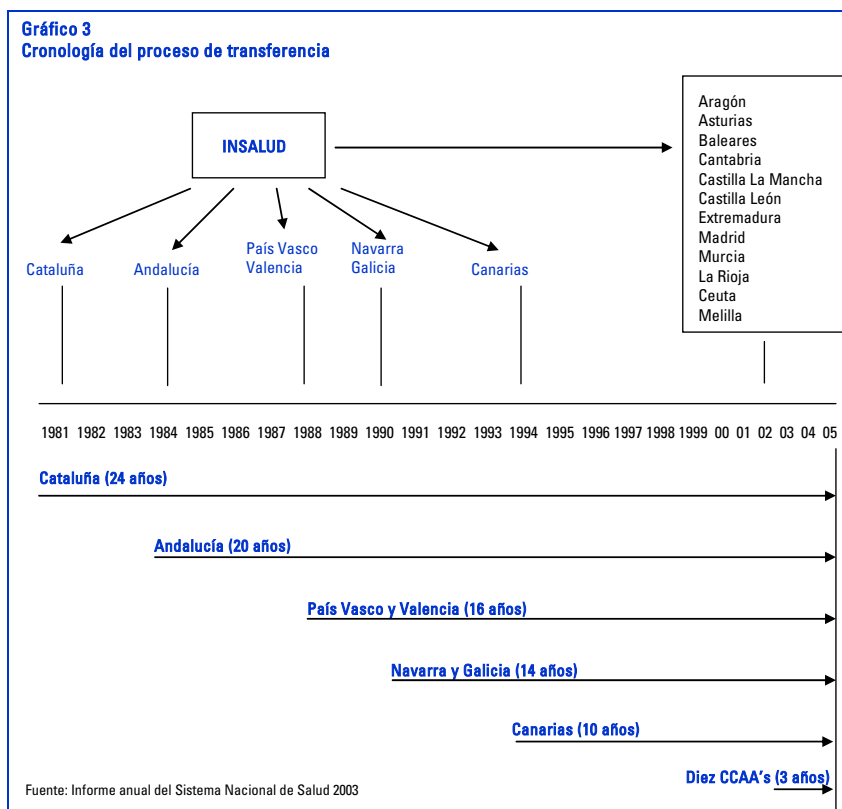 Gráfico 3
Cronología del proceso de transferencia
INSALUD
Aragón
Asturias
Baleares
Cantabria
Castilla La Mancha
Castilla León
Extremadura
Madrid
Murcia
La Rioja
Ceuta
Melilla
Cataluña
Andalucía
País Vasco
Valencia
Navarra
Galicia
Canarias
1981 1982 1983 1984 1985 1986 1987 1988 1989 1990 1991 1992 1993 1994 1995 1996 1997 1998 1999 00 01 02 03 04 05
Cataluña (24 años)
Andalucía (20 años)
País Vasco y Valencia (16 años)
Navarra y Galicia (14 años)
Canarias (10 años)
Diez CCAA's (3 años)
Fuente: Informe anual del Sistema Nacional de Salud 2003